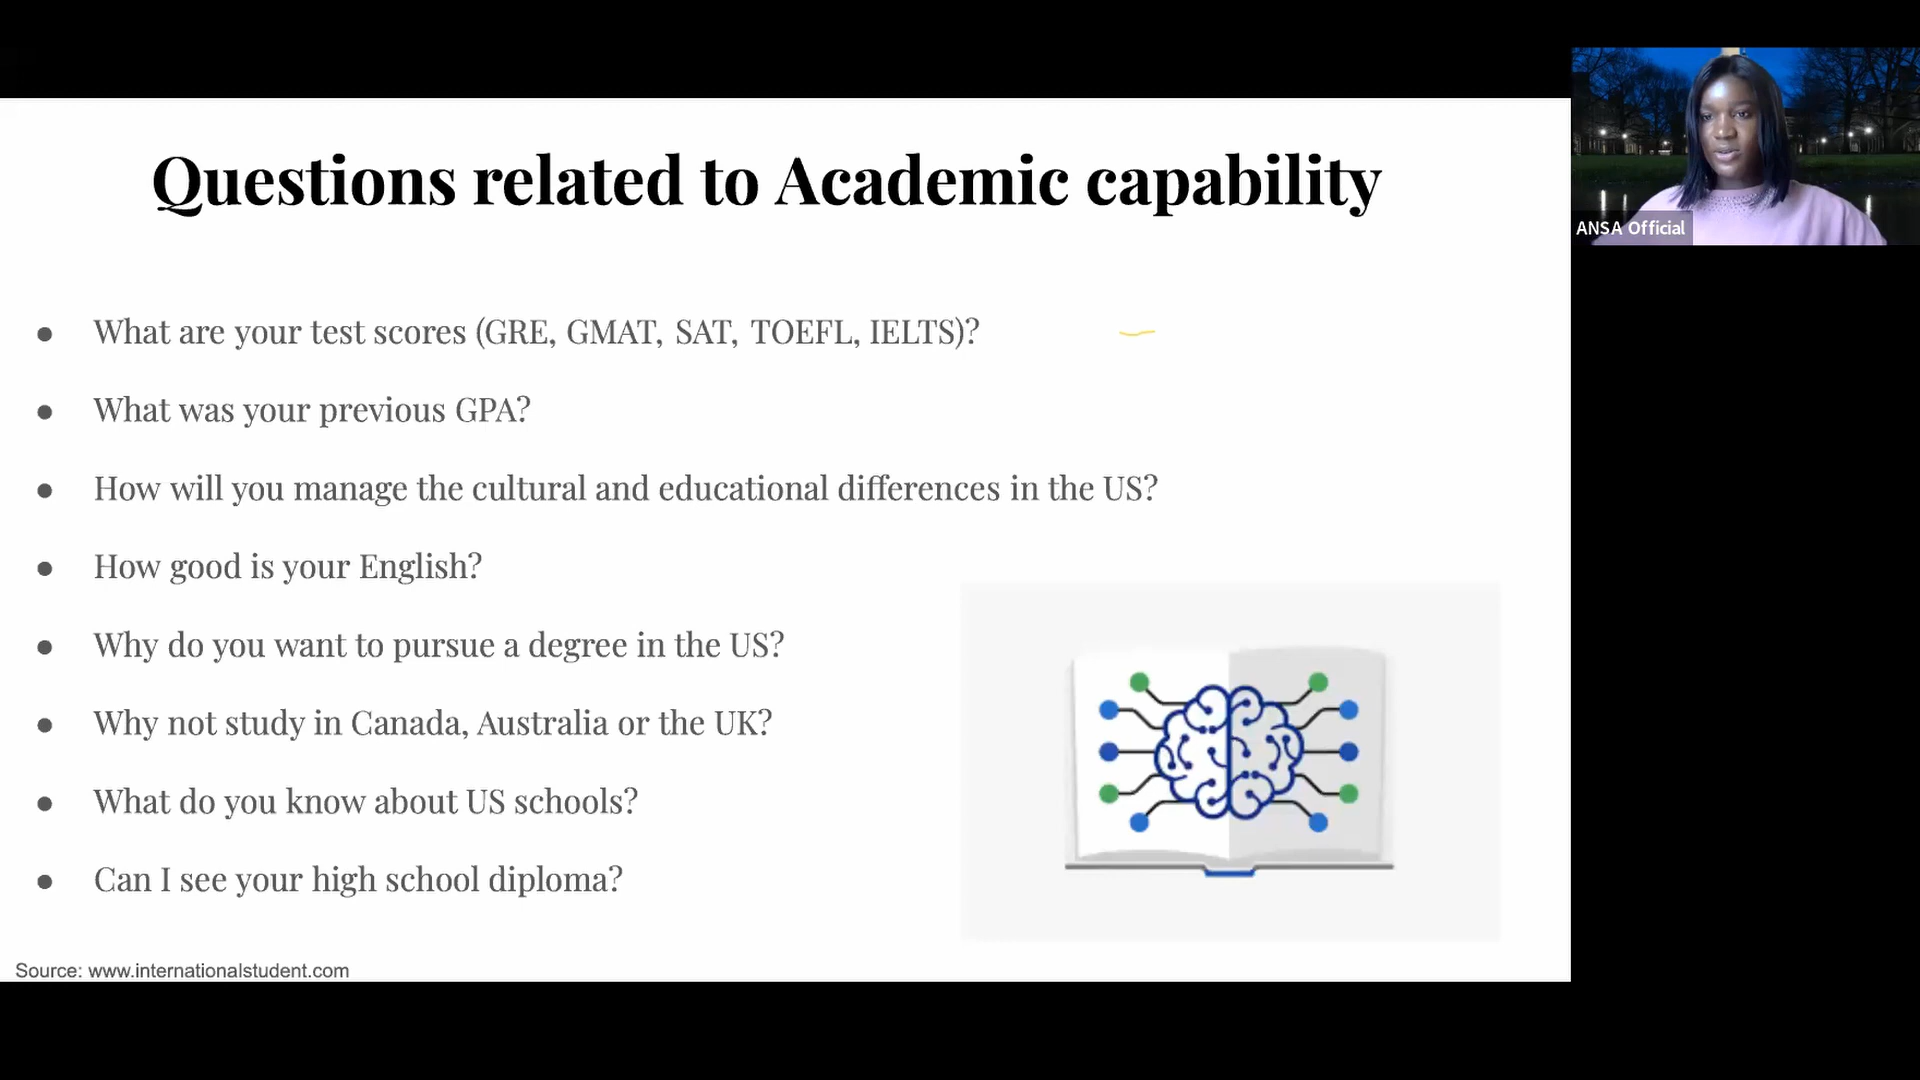 Questions related to Academic capability
● What are your test scores (GRE, GMAT, SAT, TOEFL, IELTS)?
● What was your previous GPA?
● How will you manage the cultural and educational differences in the US?
● How good is your English?
● Why do you want to pursue a degree in the US?
● Why not study in Canada, Australia or the UK?
● What do you know about US schools?
● Can I see your high school diploma?
Source: www.internationalstudent.com
ANSA Official